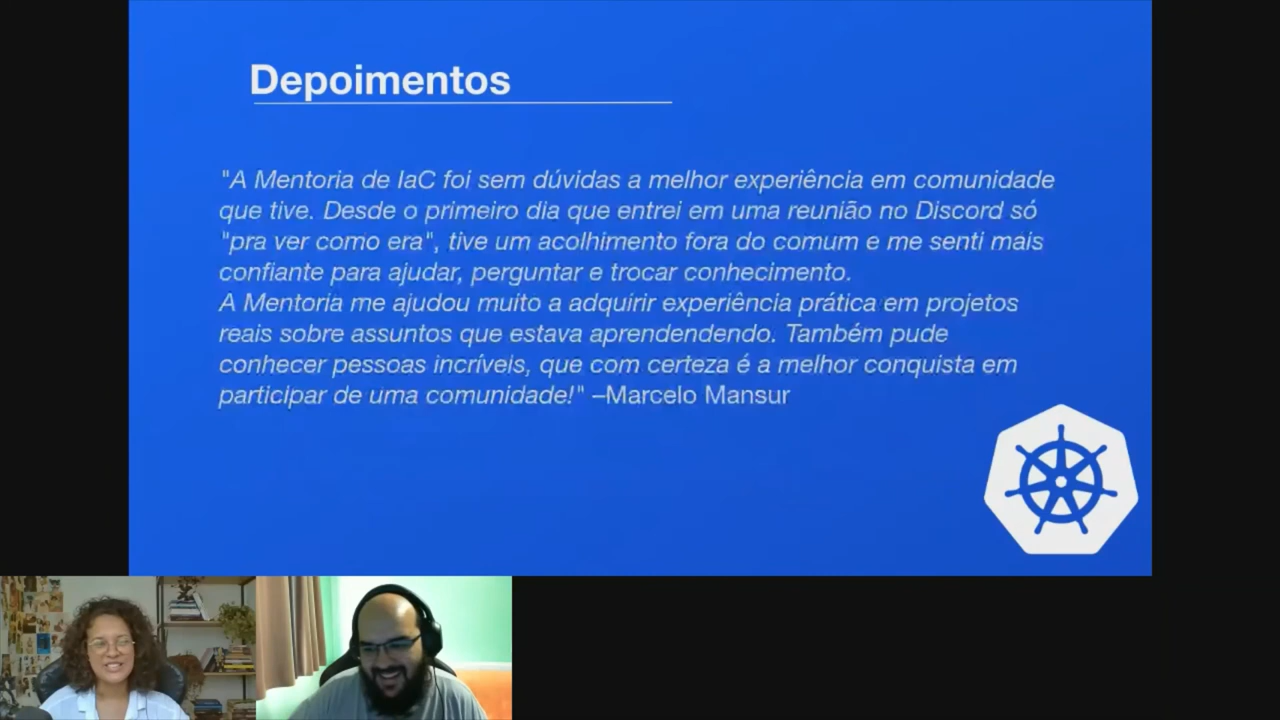 Depoimentos
"A Mentoria de IaC foi sem dúvidas a melhor experiência em comunidade
que tive. Desde o primeiro dia que entrei em uma reunião no Discord só
"pra ver como era", tive um acolhimento fora do comum e me senti mais
confiante para ajudar, perguntar e trocar conhecimento.
A Mentoria me ajudou muito a adquirir experiência prática em projetos
reais sobre assuntos que estava aprendendendo. Também pude
conhecer pessoas incríveis, que com certeza é a melhor conquista em
participar de uma comunidade!" –Marcelo Mansur